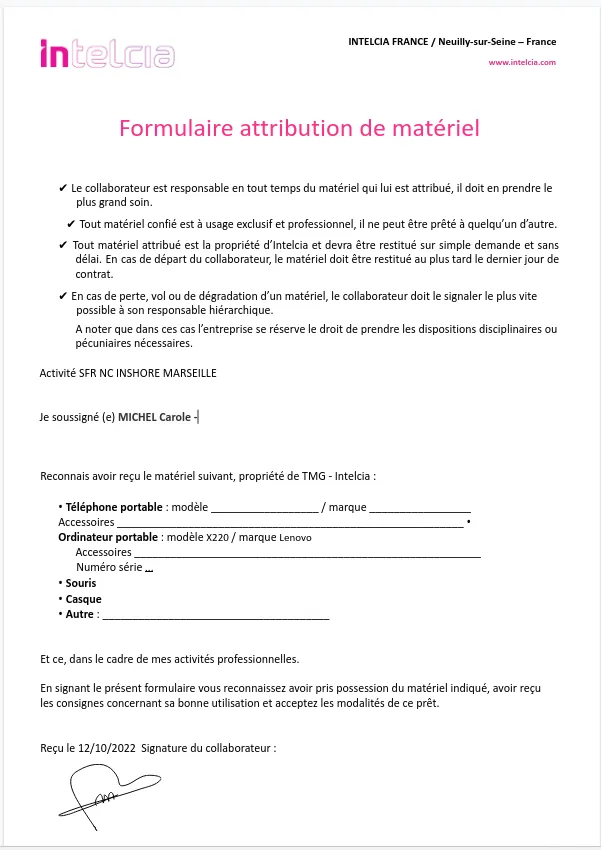 intelcia
INTELCIA FRANCE / Neuilly-sur-Seine – France
www.intelcia.com
Formulaire attribution de matériel
✔ Le collaborateur est responsable en tout temps du matériel qui lui est attribué, il doit en prendre le
plus grand soin.
✔ Tout matériel confié est à usage exclusif et professionnel, il ne peut être prêté à quelqu’un d’autre.
✔ Tout matériel attribué est la propriété d’Intelcia et devra être restitué sur simple demande et sans
délai. En cas de départ du collaborateur, le matériel doit être restitué au plus tard le dernier jour de
contrat.
✔ En cas de perte, vol ou de dégradation d’un matériel, le collaborateur doit le signaler le plus vite
possible à son responsable hiérarchique.
A noter que dans ces cas l’entreprise se réserve le droit de prendre les dispositions disciplinaires ou
pécuniaires nécessaires.
Activité SFR NC INSHORE MARSEILLE
Je soussigné (e) MICHEL Carole -
Reconnais avoir reçu le matériel suivant, propriété de TMG - Intelcia :
• Téléphone portable : modèle ___________________ / marque __________________
Accessoires ______________________________________________________________ •
Ordinateur portable : modèle X220 / marque Lenovo
Accessoires ______________________________________________________________
Numéro série ...
• Souris
• Casque
• Autre : ________________________________________
Et ce, dans le cadre de mes activités professionnelles.
En signant le présent formulaire vous reconnaissez avoir pris possession du matériel indiqué, avoir reçu
les consignes concernant sa bonne utilisation et acceptez les modalités de ce prêt.
Reçu le 12/10/2022 Signature du collaborateur :